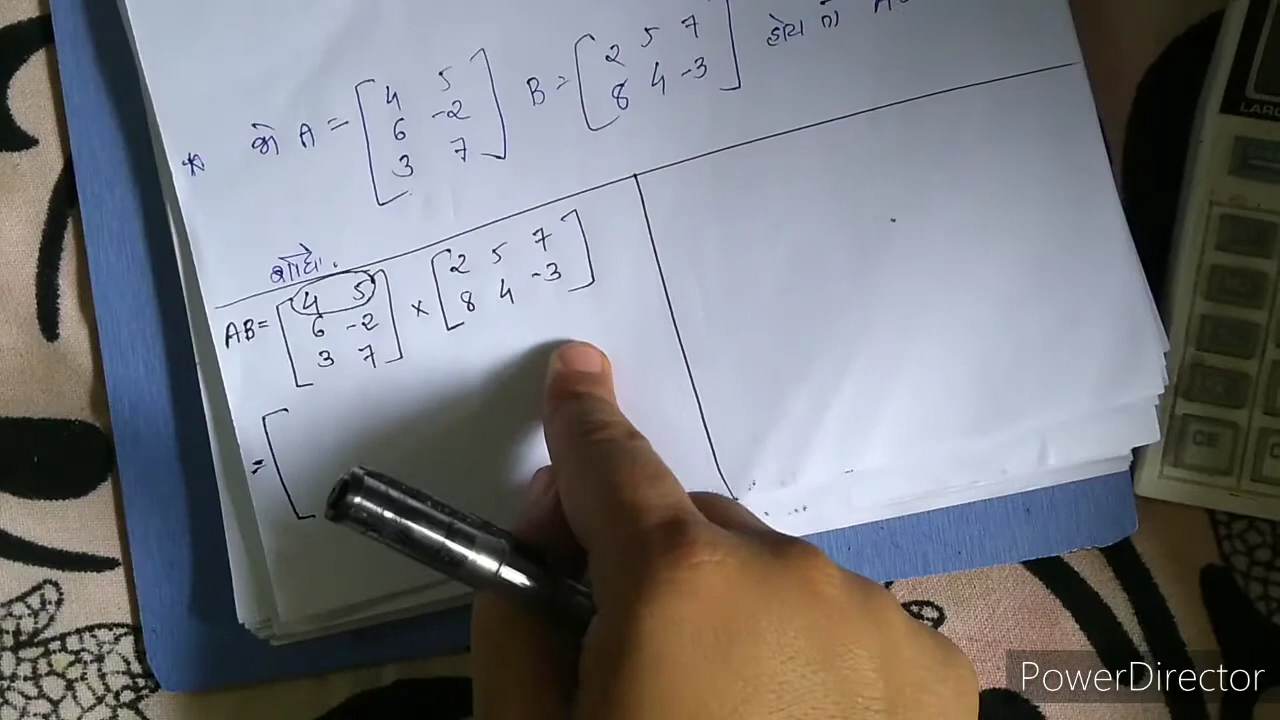 * જો A = [4 5 B = [2 5 7 હોય તો
6 -2 8 4 -3]
3 7]
શોધો.
AB = [4 5 × [2 5 7
6 -2 8 4 -3]
3 7]
= [
CE
PowerDirector